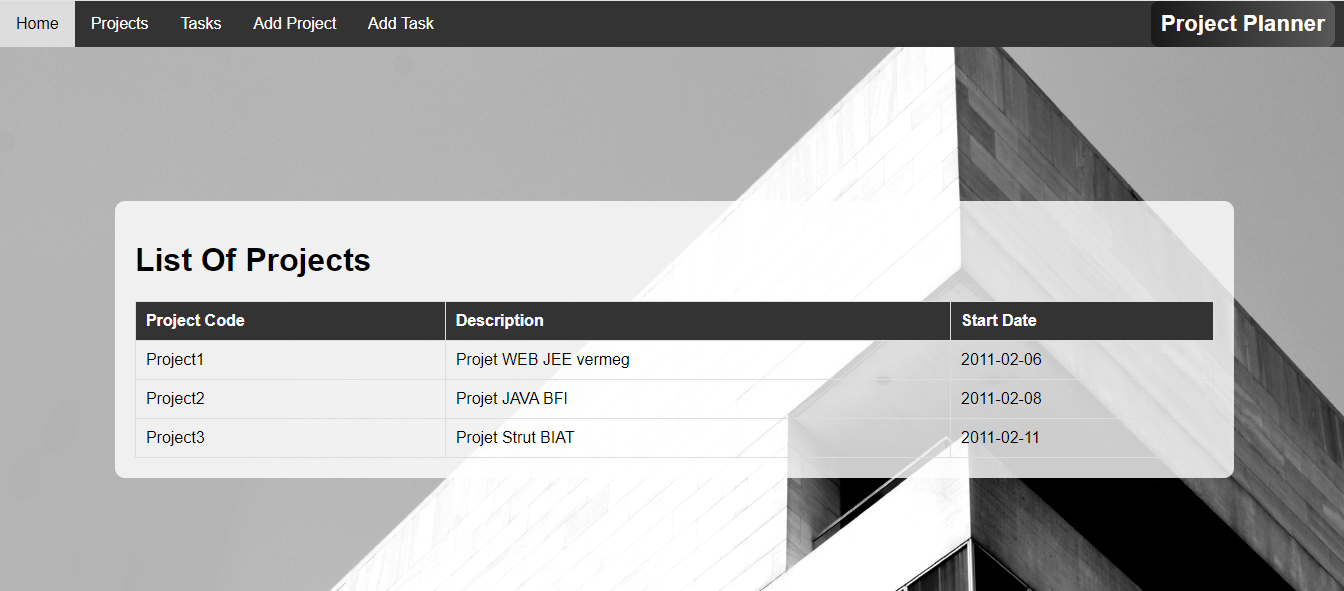 Home Projects Tasks Add Project Add Task Project Planner
List Of Projects
Project Code Description Start Date
Project1 Projet WEB JEE vermeg 2011-02-06
Project2 Projet JAVA BFI 2011-02-08
Project3 Projet Strut BIAT 2011-02-11